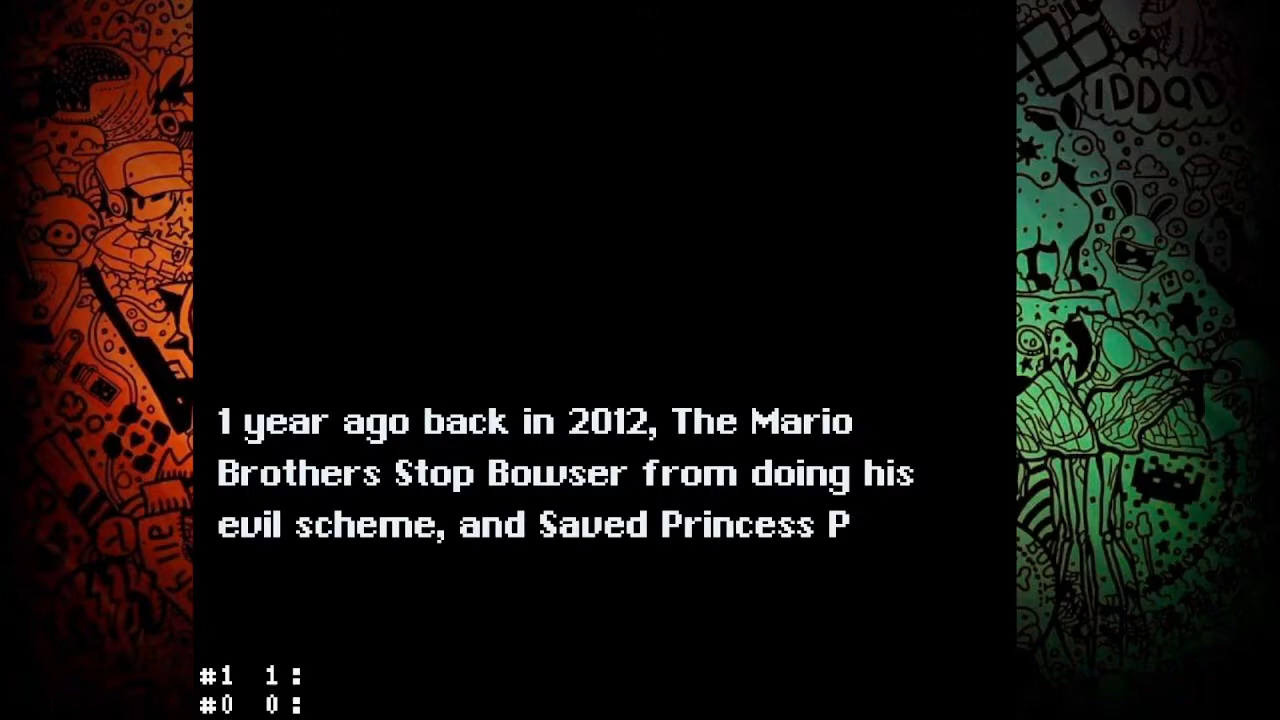 IDDQD
1 year ago back in 2012, The Mario
Brothers Stop Bowser from doing his
evil scheme, and Saved Princess P
#1 1:
#0 0: